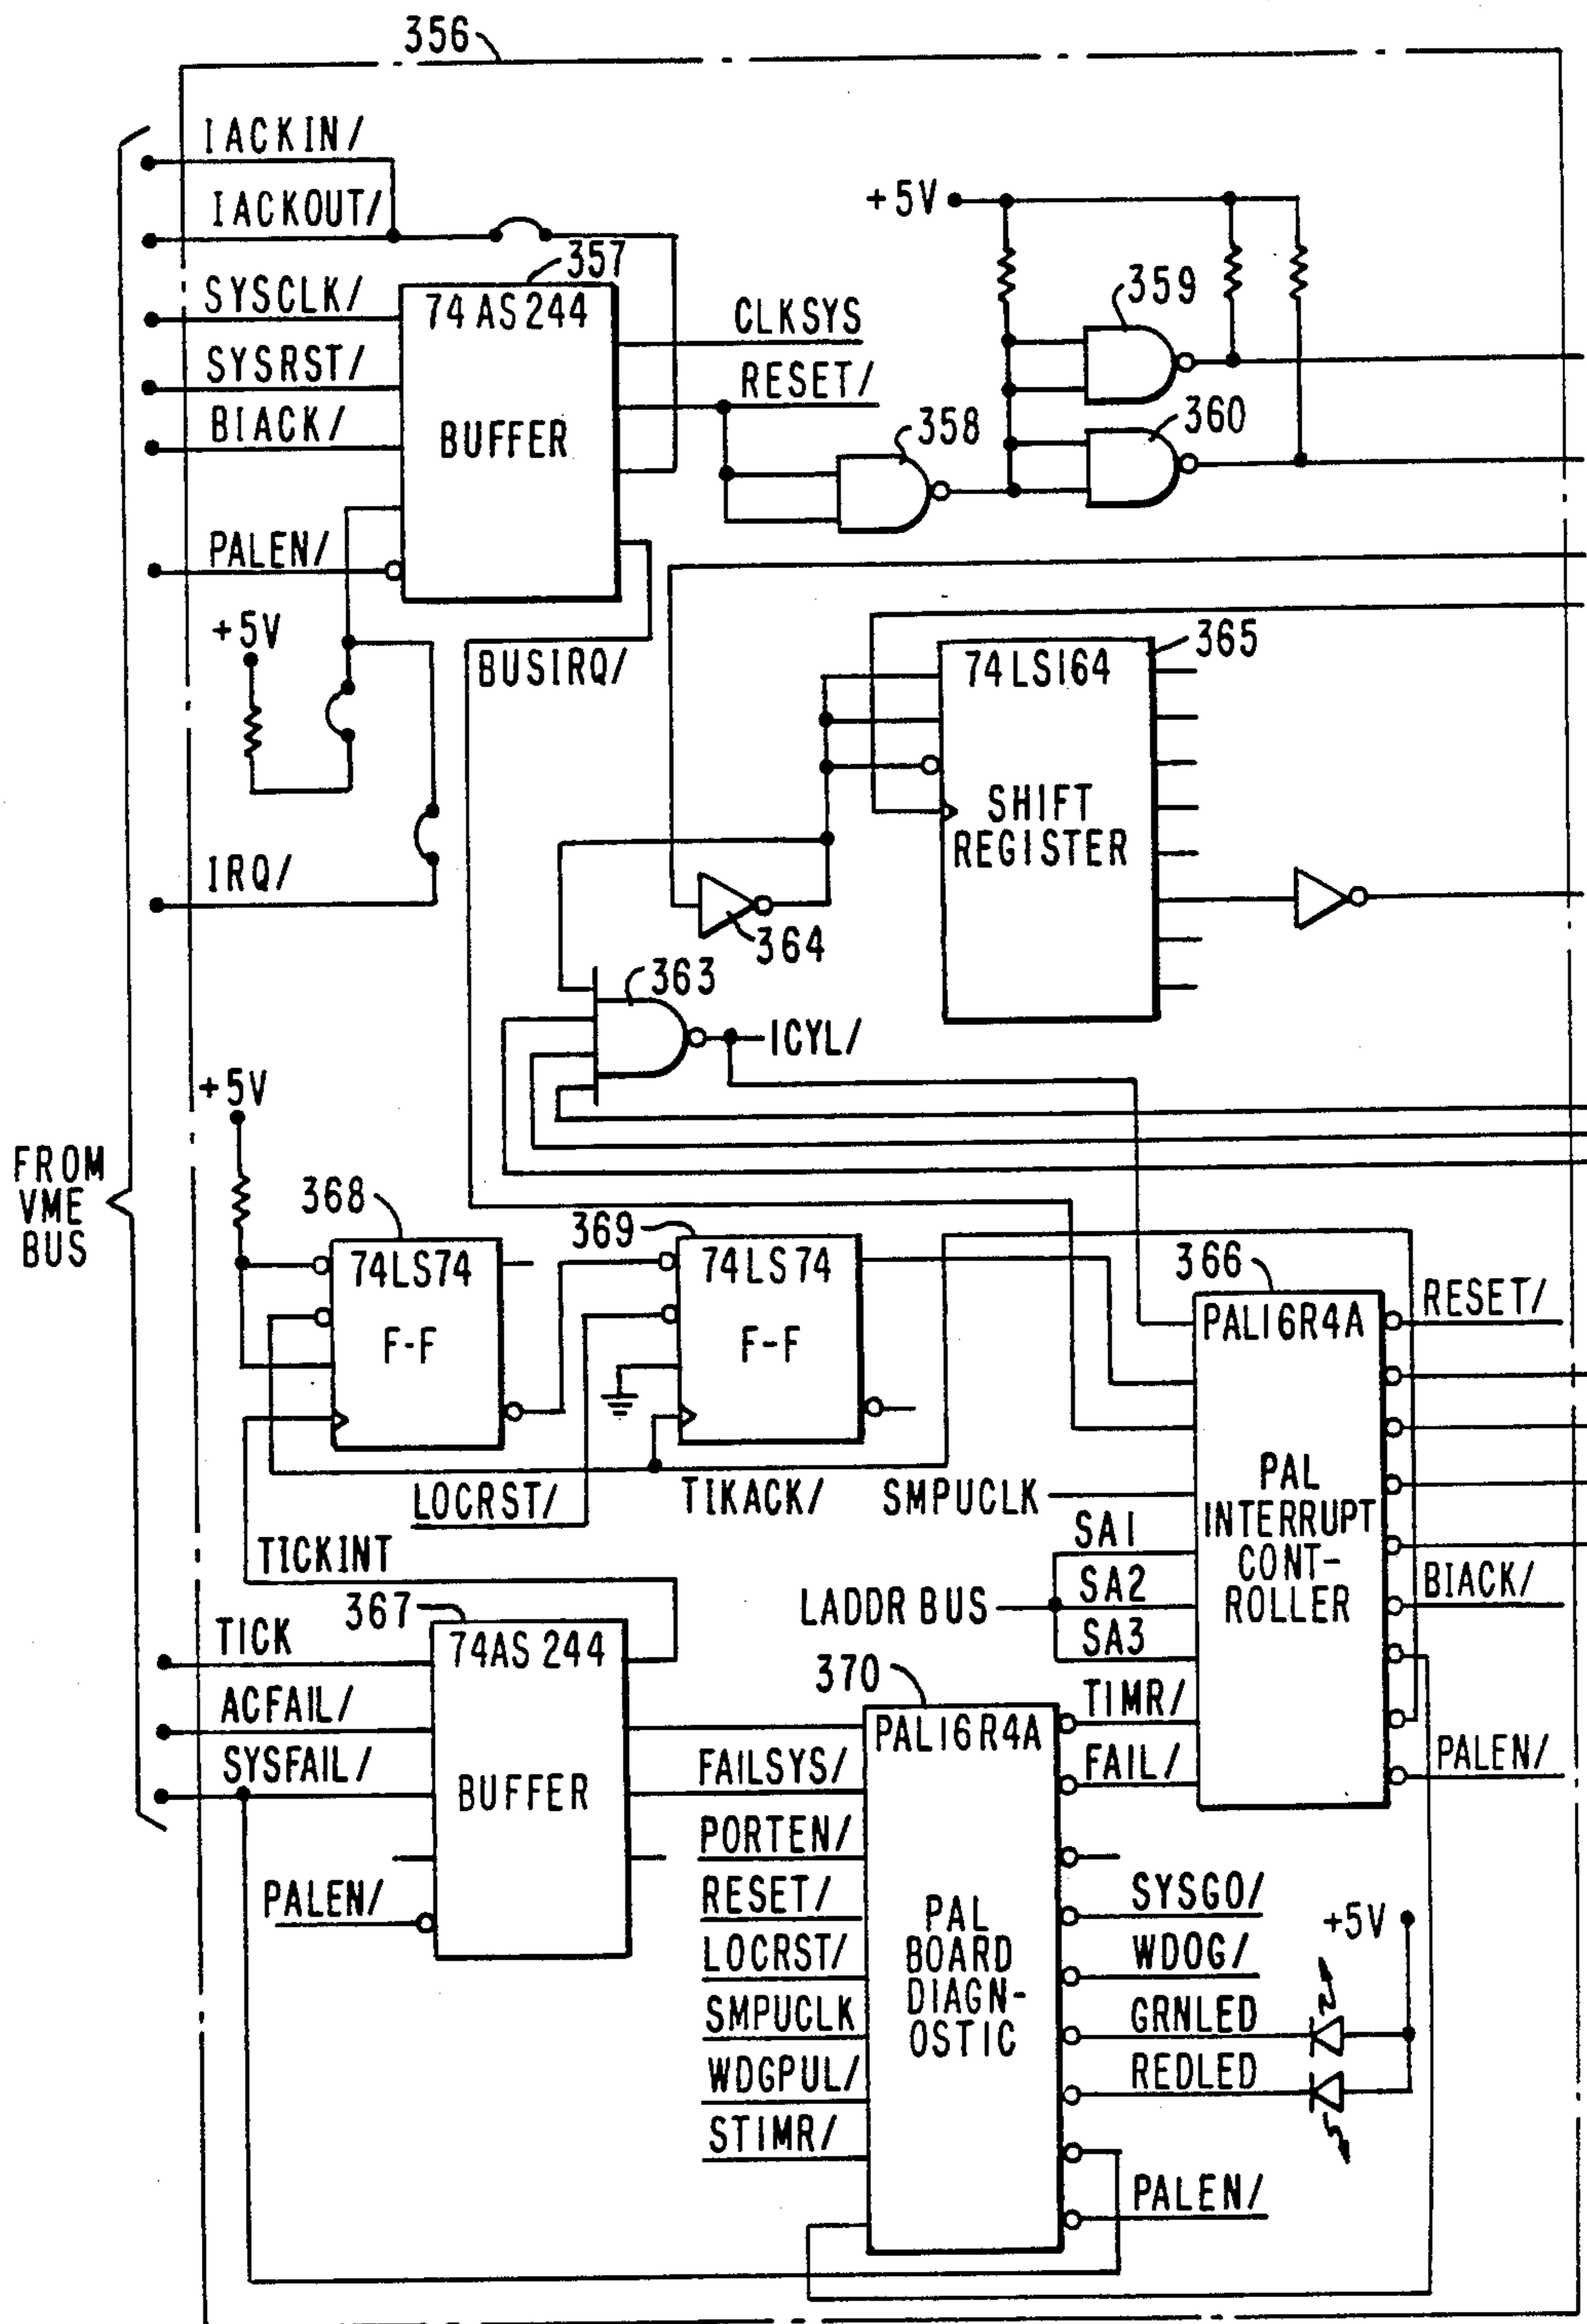 356
IACKIN/
IACKOUT/
+5V
357
SYSCLK/
74AS244
CLKSYS
359
SYSRST/
RESET/
BIACK/
BUFFER
358
360
PALEN/
+5V
BUSIRQ/
74LS164
365
SHIFT
REGISTER
IRQ/
364
363
ICYL/
+5V
FROM
VME
BUS
368
369
366
74LS74
74LS74
PAL16R4A
RESET/
F-F
F-F
PAL
INTERRUPT
CONT-
ROLLER
LOCRST/
TIKACK/
SMPUCLK
SA1
TICKINT
SA2
LADDR BUS
BIACK/
367
SA3
TICK
74AS244
370
TIMR/
ACFAIL/
PAL16R4A
SYSFAIL/
BUFFER
FAILSYS/
FAIL/
PALEN/
PORTEN/
PALEN/
RESET/
PAL
BOARD
DIAGN-
OSTIC
SYSGO/
+5V
LOCRST/
WDOG/
SMPUCLK
GRNLED
WDGPUL/
REDLED
STIMR/
PALEN/